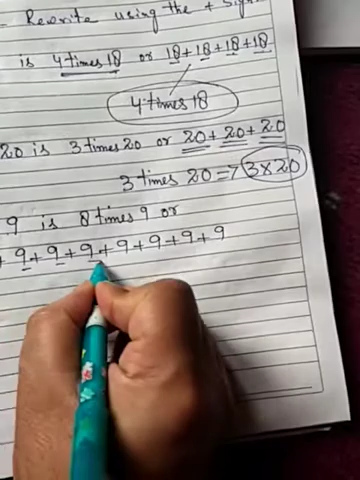 Rewrite using the + Sign
is 4 times 18 or 18 + 18 + 18 + 18
4 times 18
20 is 3 times 20 or 20 + 20 + 20
3 times 20 => 3 × 20
9 is 8 times 9 or
+ 9 + 9 + 9 + 9 + 9 + 9 + 9